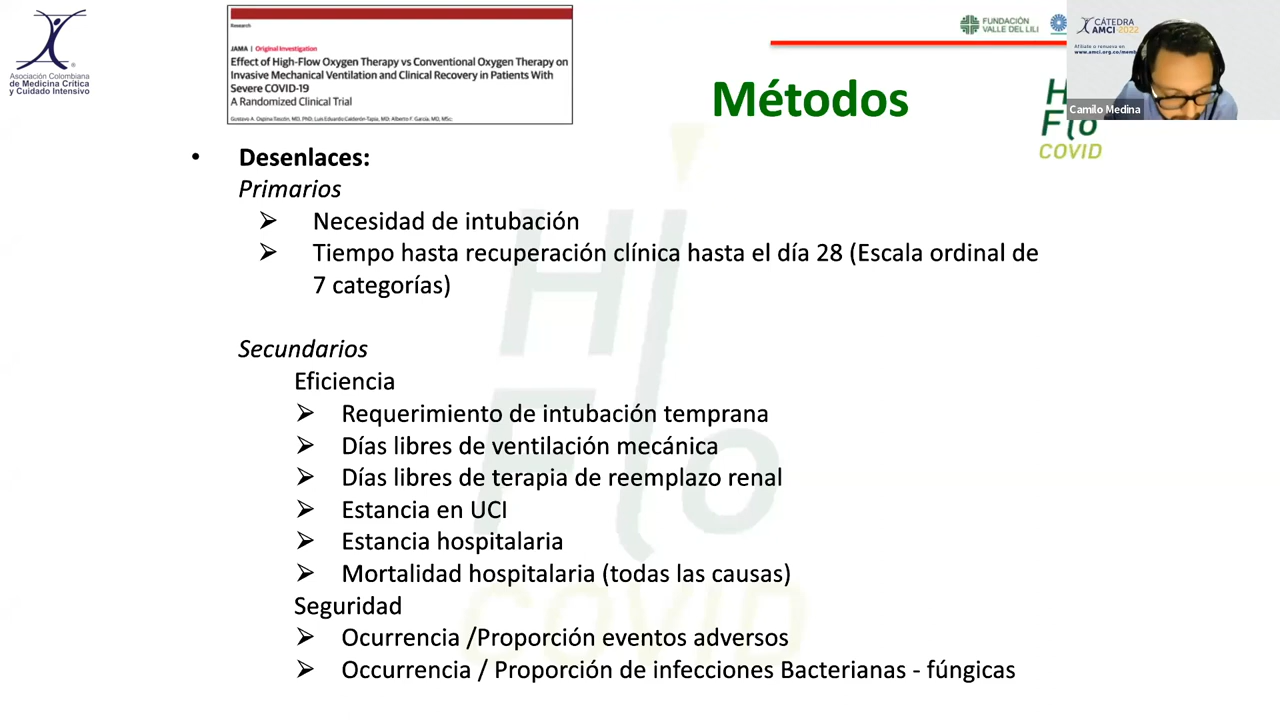 Asociación Colombiana
de Medicina Crítica
y Cuidado Intensivo
Research
JAMA | Original Investigation
Effect of High-Flow Oxygen Therapy vs Conventional Oxygen Therapy on
Invasive Mechanical Ventilation and Clinical Recovery in Patients With
Severe COVID-19
A Randomized Clinical Trial
Gustavo A. Ospina-Tascón, MD, PhD; Luis Eduardo Calderón-Tapia, MD; Alberto F. García, MD, MSc;
FUNDACIÓN
VALLE DEL LILI
CÁTEDRA
AMCI 2022
Afíliate o renueva en
Camilo Medina
Métodos
Flo
COVID
• Desenlaces:
Primarios
➢ Necesidad de intubación
➢ Tiempo hasta recuperación clínica hasta el día 28 (Escala ordinal de
7 categorías)
Secundarios
Eficiencia
➢ Requerimiento de intubación temprana
➢ Días libres de ventilación mecánica
➢ Días libres de terapia de reemplazo renal
➢ Estancia en UCI
➢ Estancia hospitalaria
➢ Mortalidad hospitalaria (todas las causas)
Seguridad
➢ Ocurrencia /Proporción eventos adversos
➢ Occurrencia / Proporción de infecciones Bacterianas - fúngicas
HI
Flo
COVID